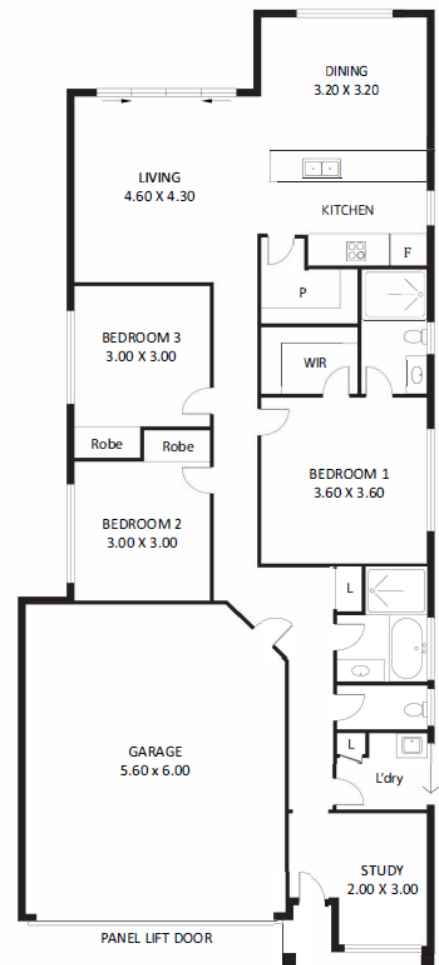 DINING
3.20 X 3.20
LIVING
4.60 X 4.30
KITCHEN
F
P
BEDROOM 3
3.00 X 3.00
WIR
Robe
Robe
BEDROOM 1
3.60 X 3.60
BEDROOM 2
3.00 X 3.00
L
L
L'dry
GARAGE
5.60 x 6.00
STUDY
2.00 X 3.00
PANEL LIFT DOOR